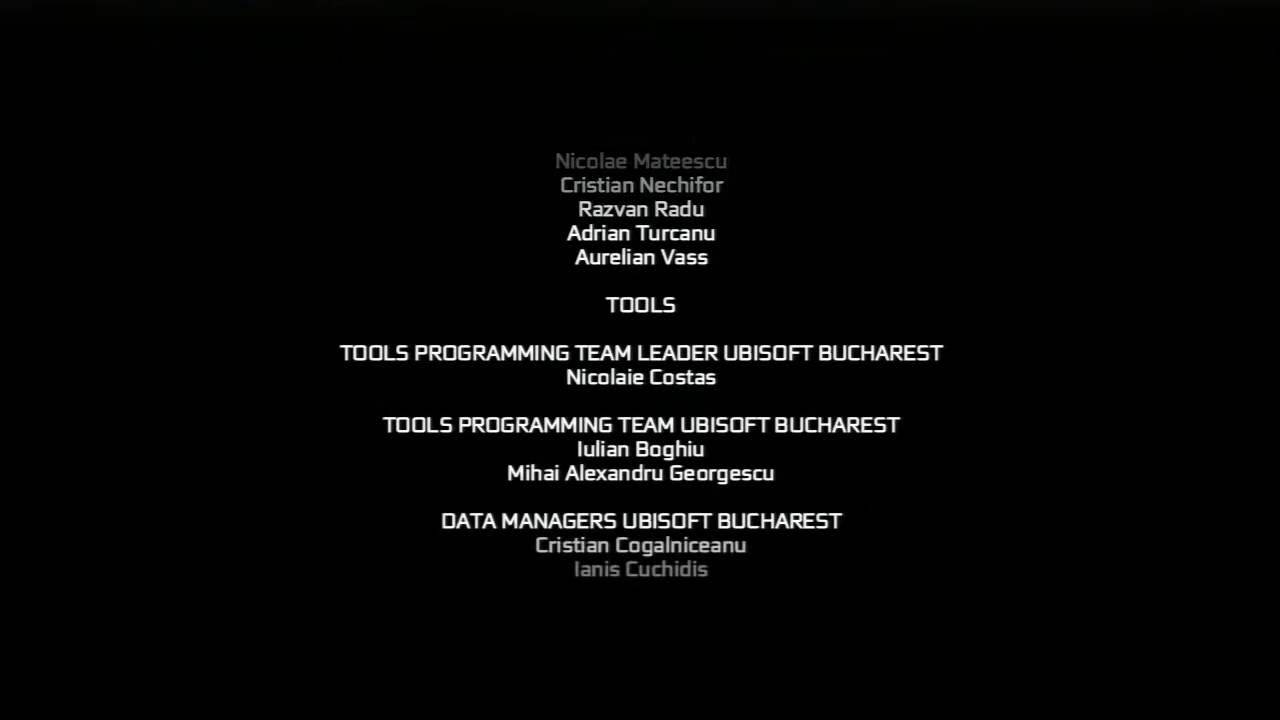 Nicolae Mateescu
Cristian Nechifor
Razvan Radu
Adrian Turcanu
Aurelian Vass
TOOLS
TOOLS PROGRAMMING TEAM LEADER UBISOFT BUCHAREST
Nicolaie Costas
TOOLS PROGRAMMING TEAM UBISOFT BUCHAREST
Iulian Boghiu
Mihai Alexandru Georgescu
DATA MANAGERS UBISOFT BUCHAREST
Cristian Cogalniceanu
Ianis Cuchidis